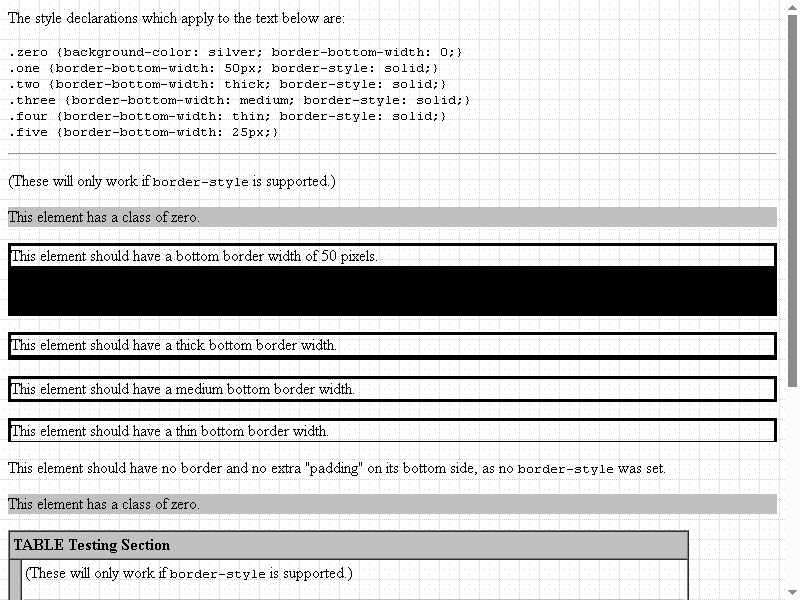 The style declarations which apply to the text below are:
.zero {background-color: silver; border-bottom-width: 0;}
.one {border-bottom-width: 50px; border-style: solid;}
.two {border-bottom-width: thick; border-style: solid;}
.three {border-bottom-width: medium; border-style: solid;}
.four {border-bottom-width: thin; border-style: solid;}
.five {border-bottom-width: 25px;}
(These will only work if border-style is supported.)
This element has a class of zero.
This element should have a bottom border width of 50 pixels.
This element should have a thick bottom border width.
This element should have a medium bottom border width.
This element should have a thin bottom border width.
This element should have no border and no extra "padding" on its bottom side, as no border-style was set.
This element has a class of zero.
TABLE Testing Section
(These will only work if border-style is supported.)